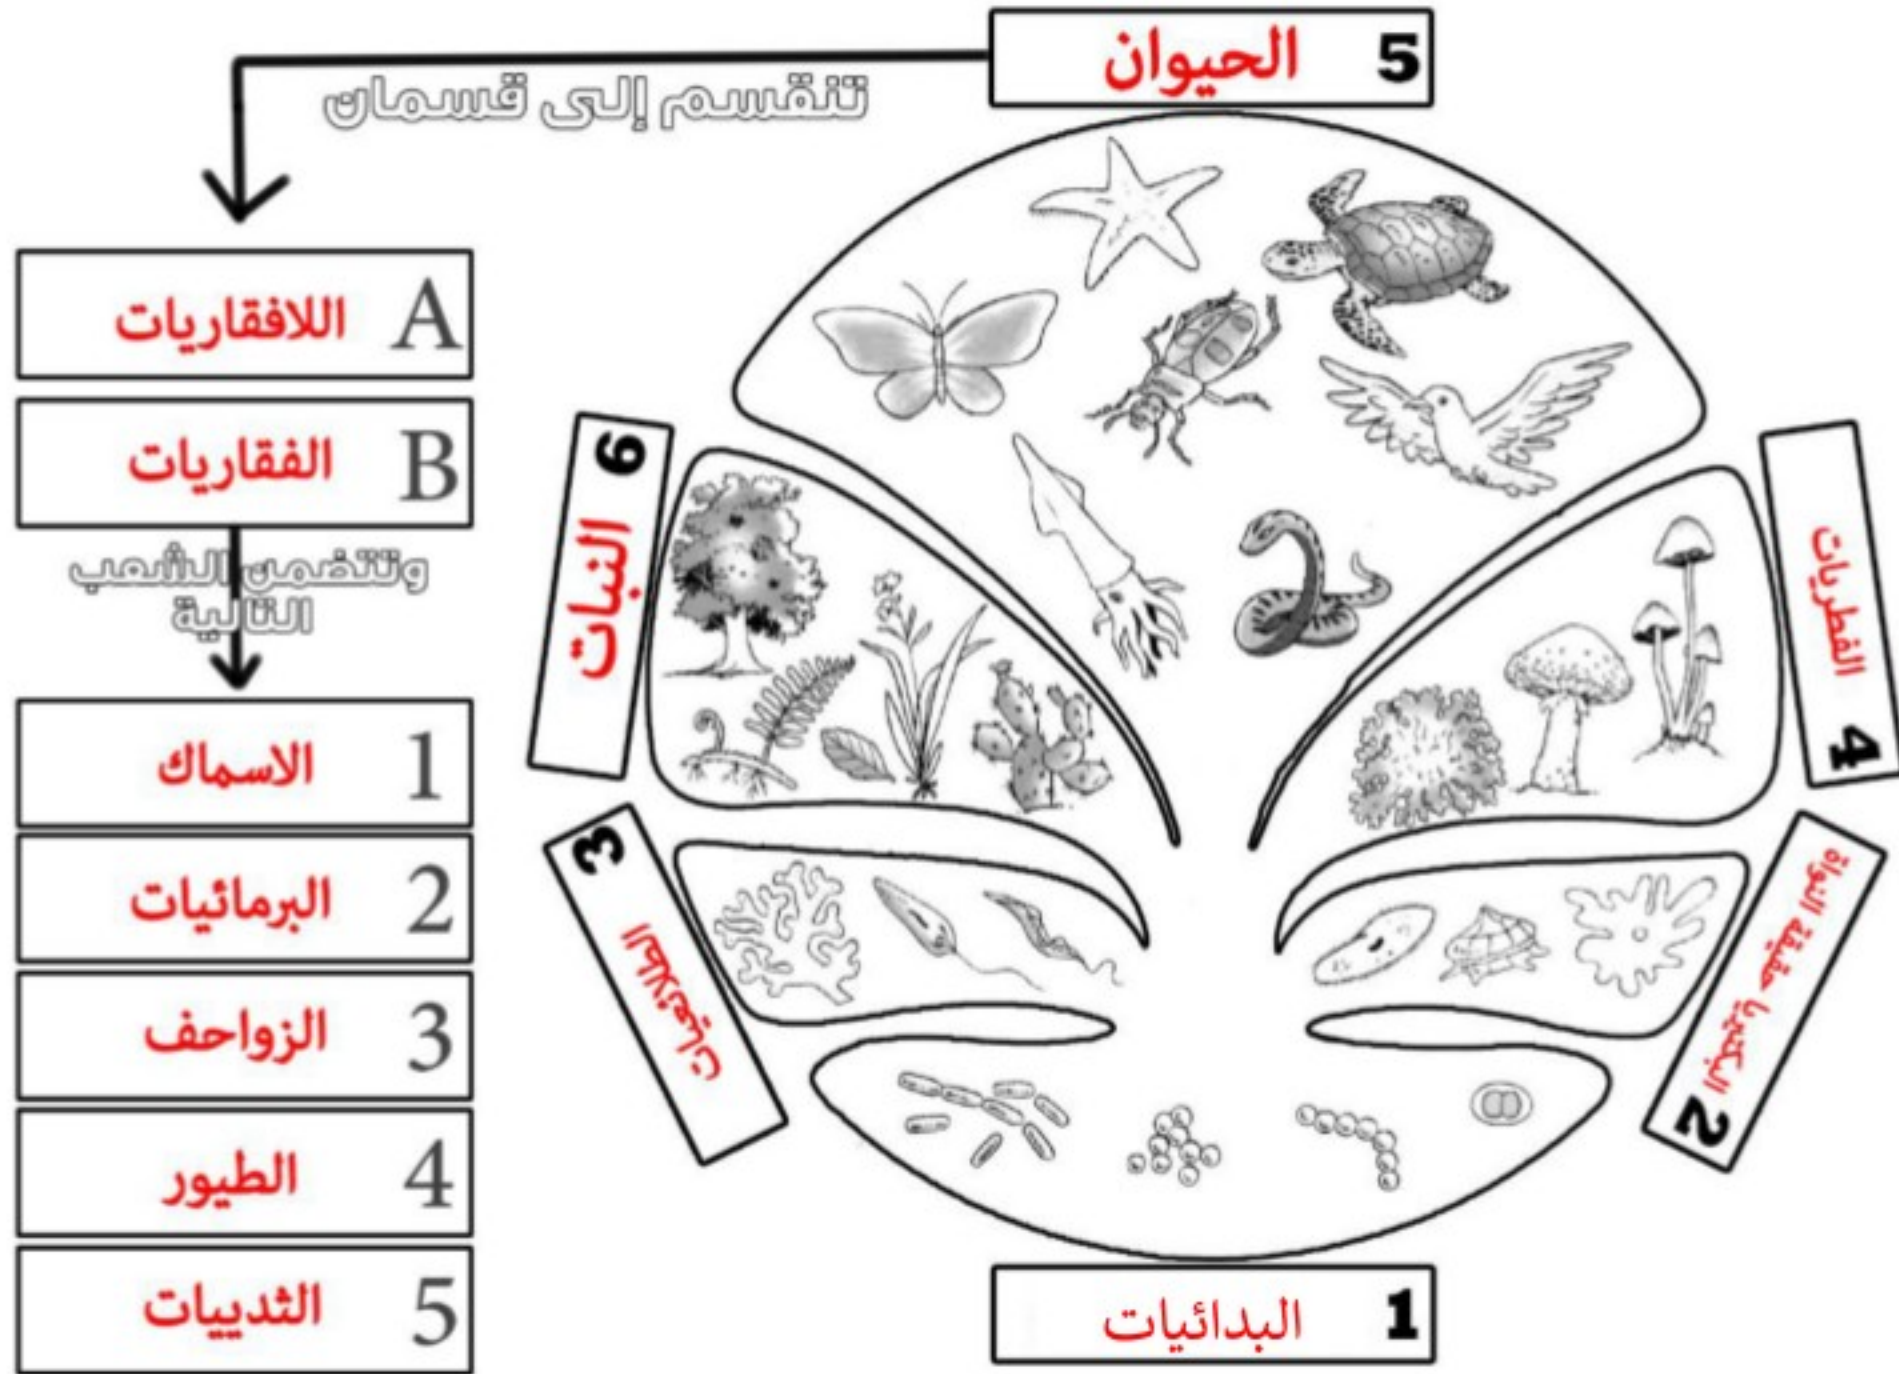 5 الحيوان
تنقسم إلى قسمان
A اللافقاريات
B الفقاريات
وتتضمن الشعب
التالية
1 الاسماك
2 البرمائيات
3 الزواحف
4 الطيور
5 الثدييات
6 النبات
4 الفطريات
3 الطلائعيات
2 البكتيريا حقيقة النواة
1 البدائيات